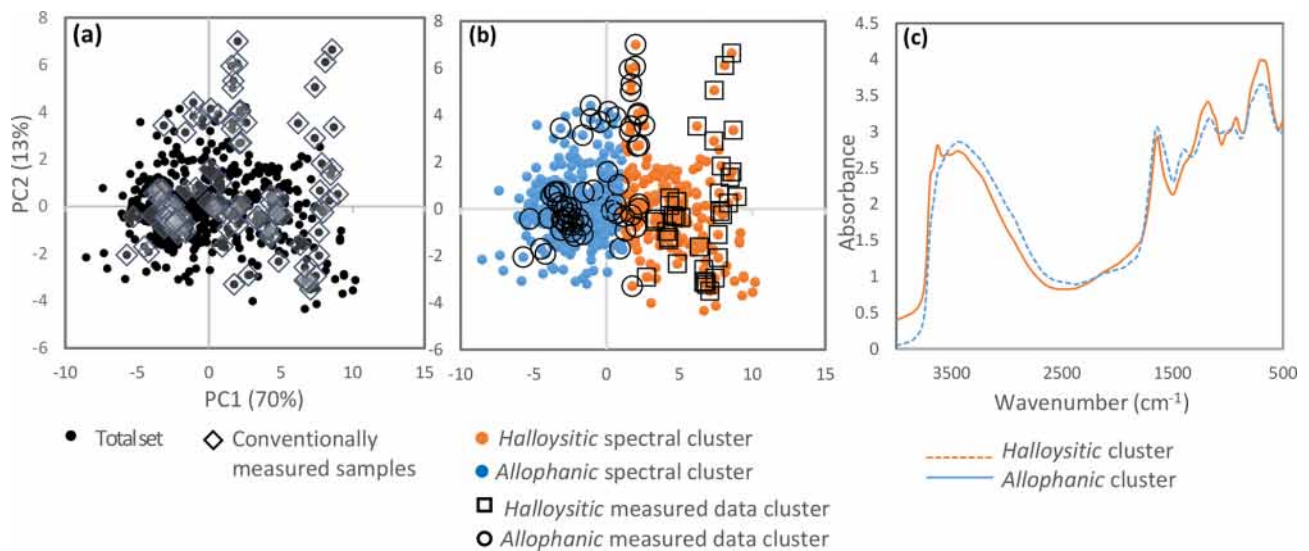 (a)
(b)
(c)
8
6
4
2
0
-2
-4
-6
PC2 (13%)
-10
-5
0
5
10
15
PC1 (70%)
8
6
4
2
0
-2
-4
-6
-10
-5
0
5
10
15
4.5
4
3.5
3
2.5
2
1.5
1
0.5
0
Absorbance
3500
2500
1500
500
Wavenumber (cm-1)
Total set
Conventionally
measured samples
Halloysitic spectral cluster
Allophanic spectral cluster
Halloysitic measured data cluster
Allophanic measured data cluster
Halloysitic cluster
Allophanic cluster